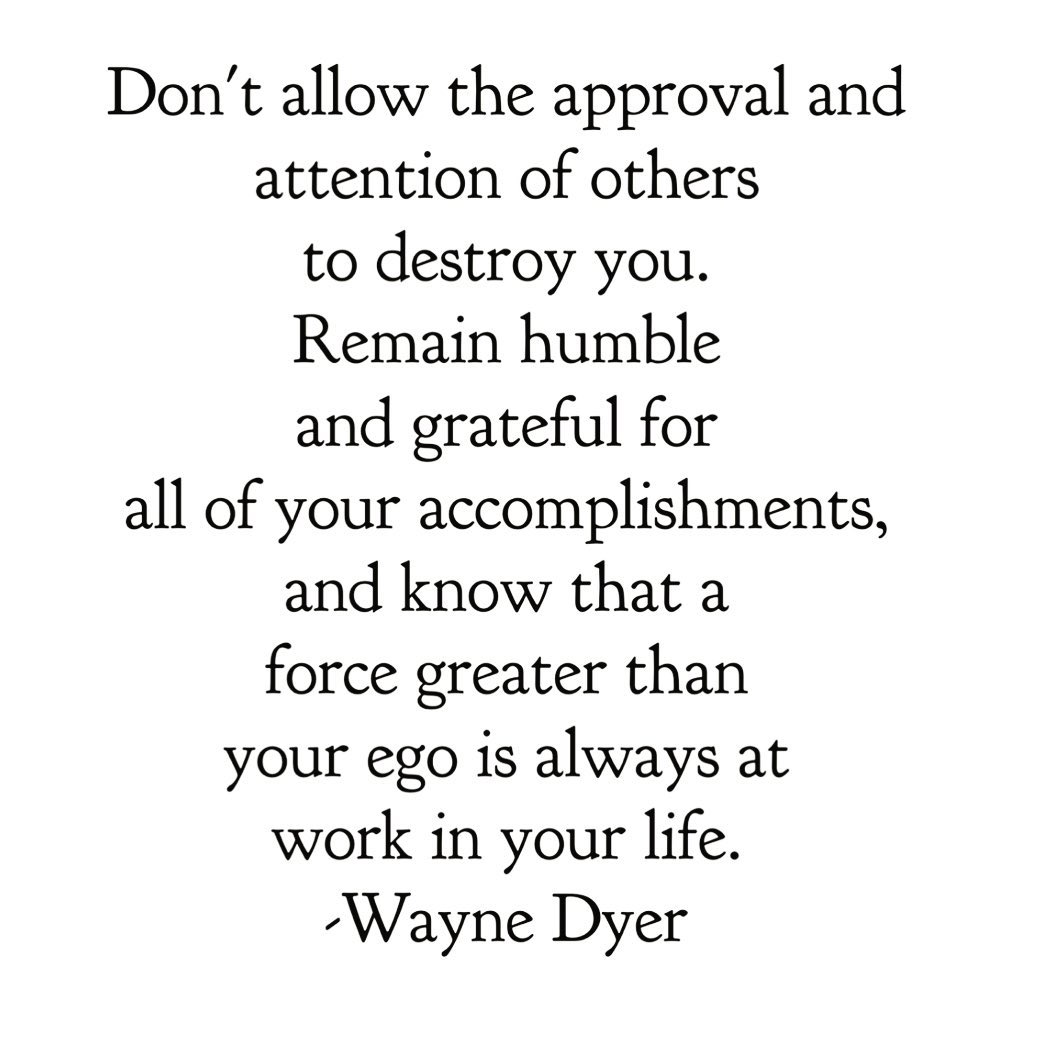 Don't allow the approval and
attention of others
to destroy you.
Remain humble
and grateful for
all of your accomplishments,
and know that a
force greater than
your ego is always at
work in your life.
-Wayne Dyer